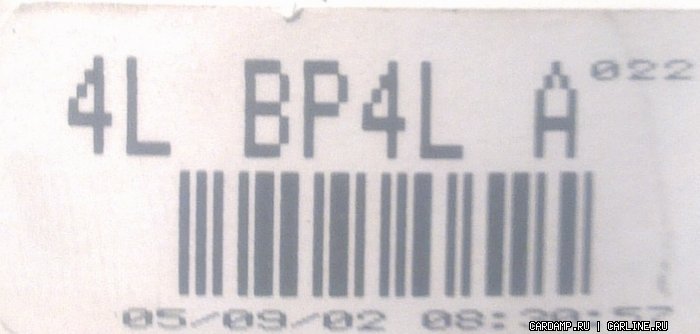 4L BP4L A 022
05/09/02 08:
CARDAMP.RU | CARLINE.RU